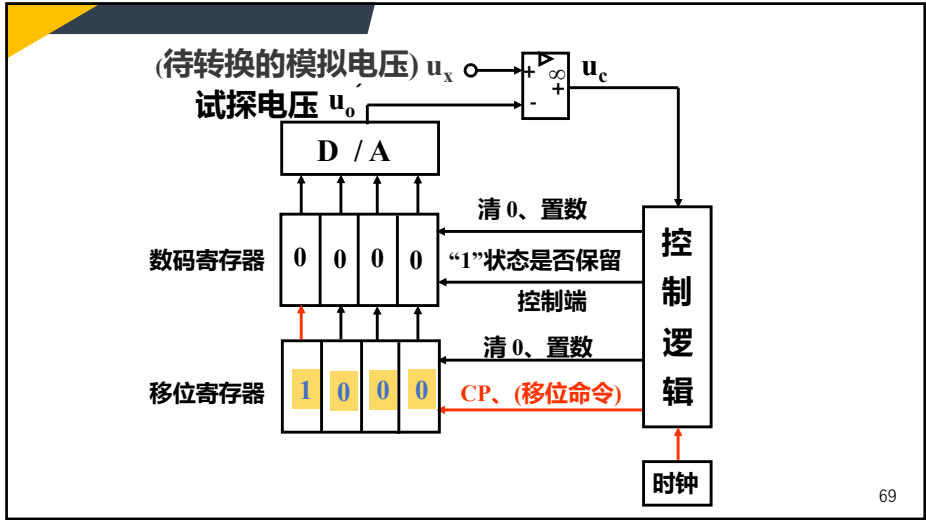 (待转换的模拟电压) ux + ▷ ∞ + uc
试探电压 uo′ -
D / A
清 0、置数
数码寄存器 0 0 0 0 “1”状态是否保留
控制端
控制逻辑
清 0、置数
移位寄存器 1 0 0 0 CP、(移位命令)
时钟
69